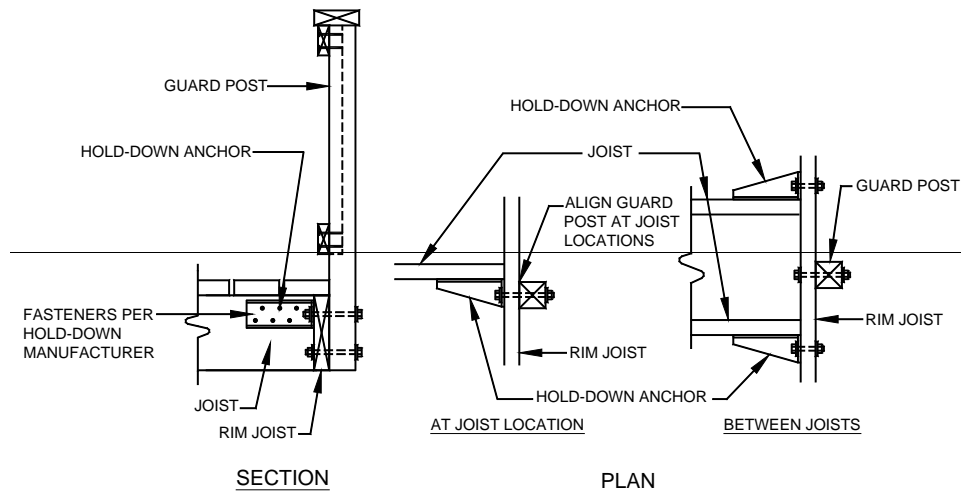 GUARD POST
HOLD-DOWN ANCHOR
FASTENERS PER
HOLD-DOWN
MANUFACTURER
JOIST
RIM JOIST
SECTION
HOLD-DOWN ANCHOR
JOIST
ALIGN GUARD
POST AT JOIST
LOCATIONS
GUARD POST
RIM JOIST
RIM JOIST
HOLD-DOWN ANCHOR
AT JOIST LOCATION
BETWEEN JOISTS
PLAN